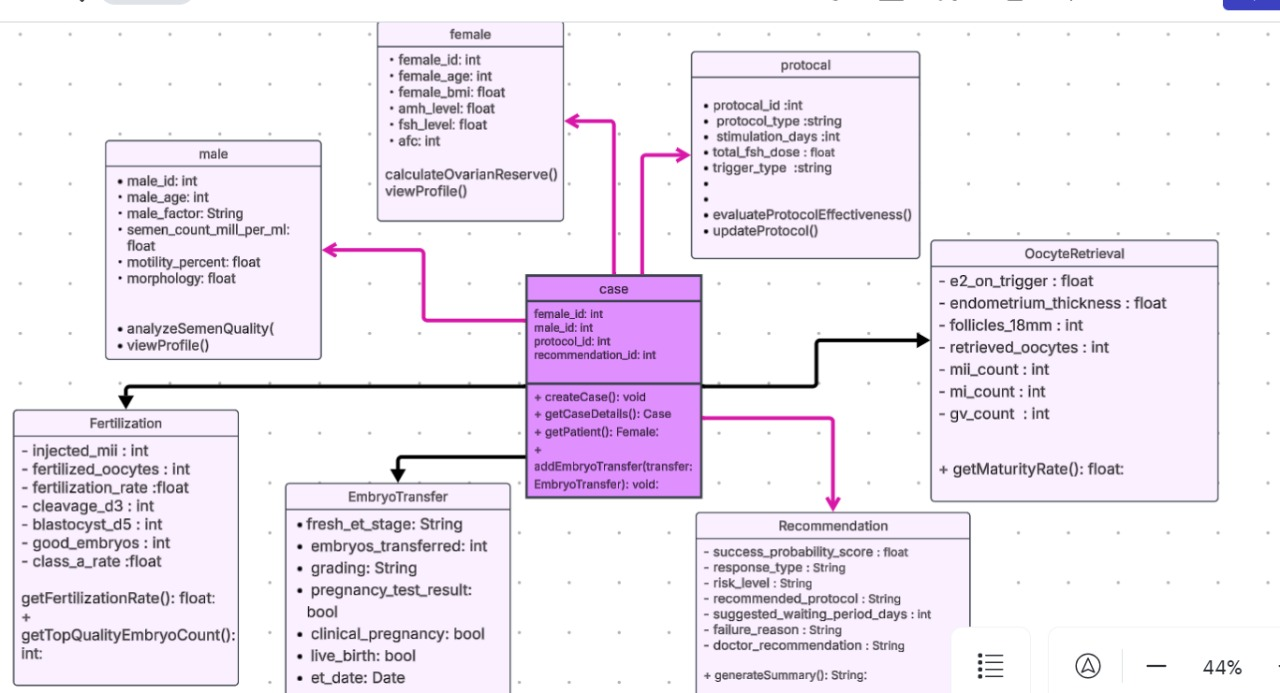 female
• female_id: int
• female_age: int
• female_bmi: float
• amh_level: float
• fsh_level: float
• afc: int
calculateOvarianReserve()
viewProfile()
protocal
• protocal_id :int
• protocol_type :string
• stimulation_days :int
• total_fsh_dose : float
• trigger_type :string
•
•
• evaluateProtocolEffectiveness()
• updateProtocol()
male
• male_id: int
• male_age: int
• male_factor: String
• semen_count_mill_per_ml:
float
• motility_percent: float
• morphology: float
• analyzeSemenQuality(
• viewProfile()
OocyteRetrieval
- e2_on_trigger : float
- endometrium_thickness : float
- follicles_18mm : int
- retrieved_oocytes : int
- mii_count : int
- mi_count : int
- gv_count : int
+ getMaturityRate(): float:
case
female_id: int
male_id: int
protocol_id: int
recommendation_id: int
+ createCase(): void
+ getCaseDetails(): Case
+ getPatient(): Female:
+
addEmbryoTransfer(transfer:
EmbryoTransfer): void:
Fertilization
- injected_mii : int
- fertilized_oocytes : int
- fertilization_rate :float
- cleavage_d3 : int
- blastocyst_d5 : int
- good_embryos : int
- class_a_rate :float
getFertilizationRate(): float:
+
getTopQualityEmbryoCount():
int:
EmbryoTransfer
• fresh_et_stage: String
• embryos_transferred: int
• grading: String
• pregnancy_test_result:
bool
• clinical_pregnancy: bool
• live_birth: bool
• et_date: Date
Recommendation
- success_probability_score : float
- response_type : String
- risk_level : String
- recommended_protocol : String
- suggested_waiting_period_days : int
- failure_reason : String
- doctor_recommendation : String
+ generateSummary(): String:
44%